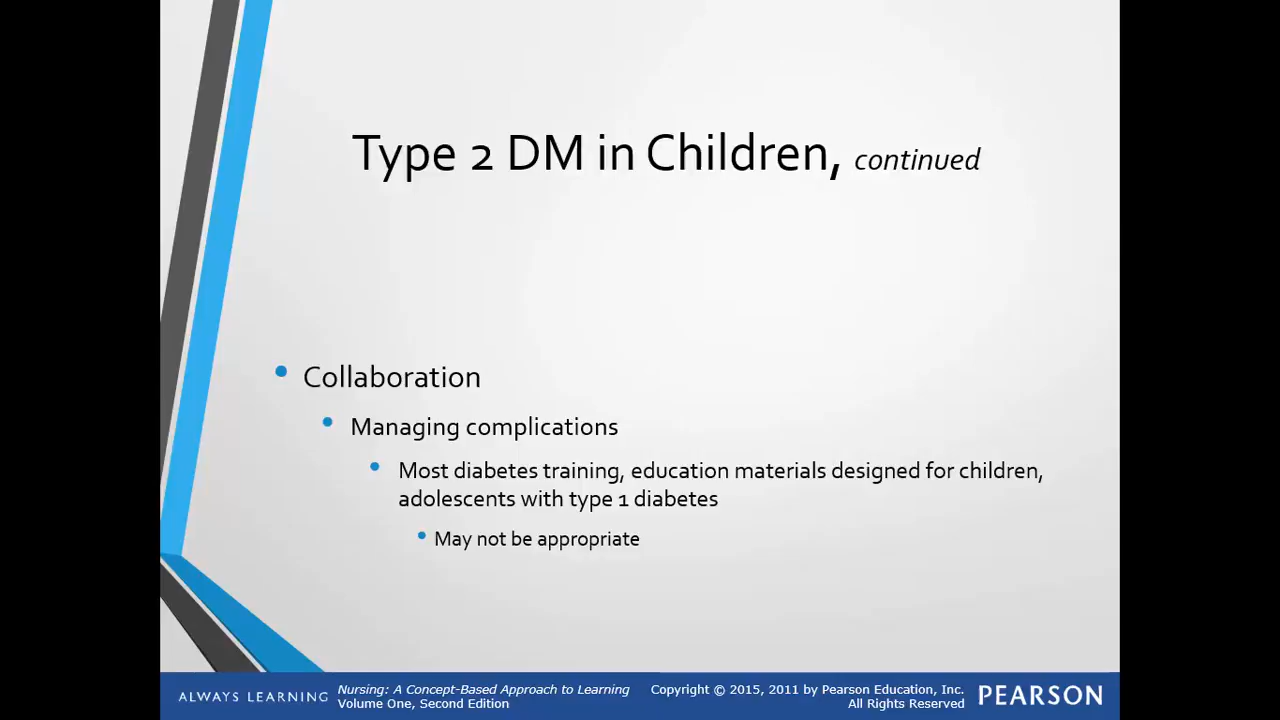 Type 2 DM in Children, continued
• Collaboration
• Managing complications
• Most diabetes training, education materials designed for children,
adolescents with type 1 diabetes
• May not be appropriate
ALWAYS LEARNING
Nursing: A Concept-Based Approach to Learning
Volume One, Second Edition
Copyright © 2015, 2011 by Pearson Education, Inc.
All Rights Reserved
PEARSON